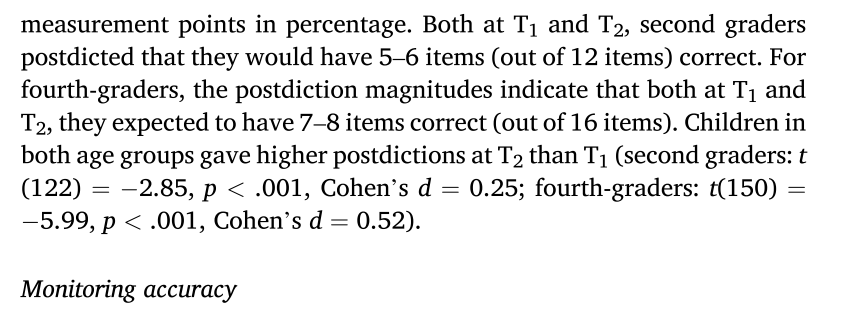 measurement points in percentage. Both at T₁ and T₂, second graders
postdicted that they would have 5–6 items (out of 12 items) correct. For
fourth-graders, the postdiction magnitudes indicate that both at T₁ and
T₂, they expected to have 7–8 items correct (out of 16 items). Children in
both age groups gave higher postdictions at T₂ than T₁ (second graders: t
(122) = −2.85, p < .001, Cohen’s d = 0.25; fourth-graders: t(150) =
−5.99, p < .001, Cohen’s d = 0.52).
Monitoring accuracy